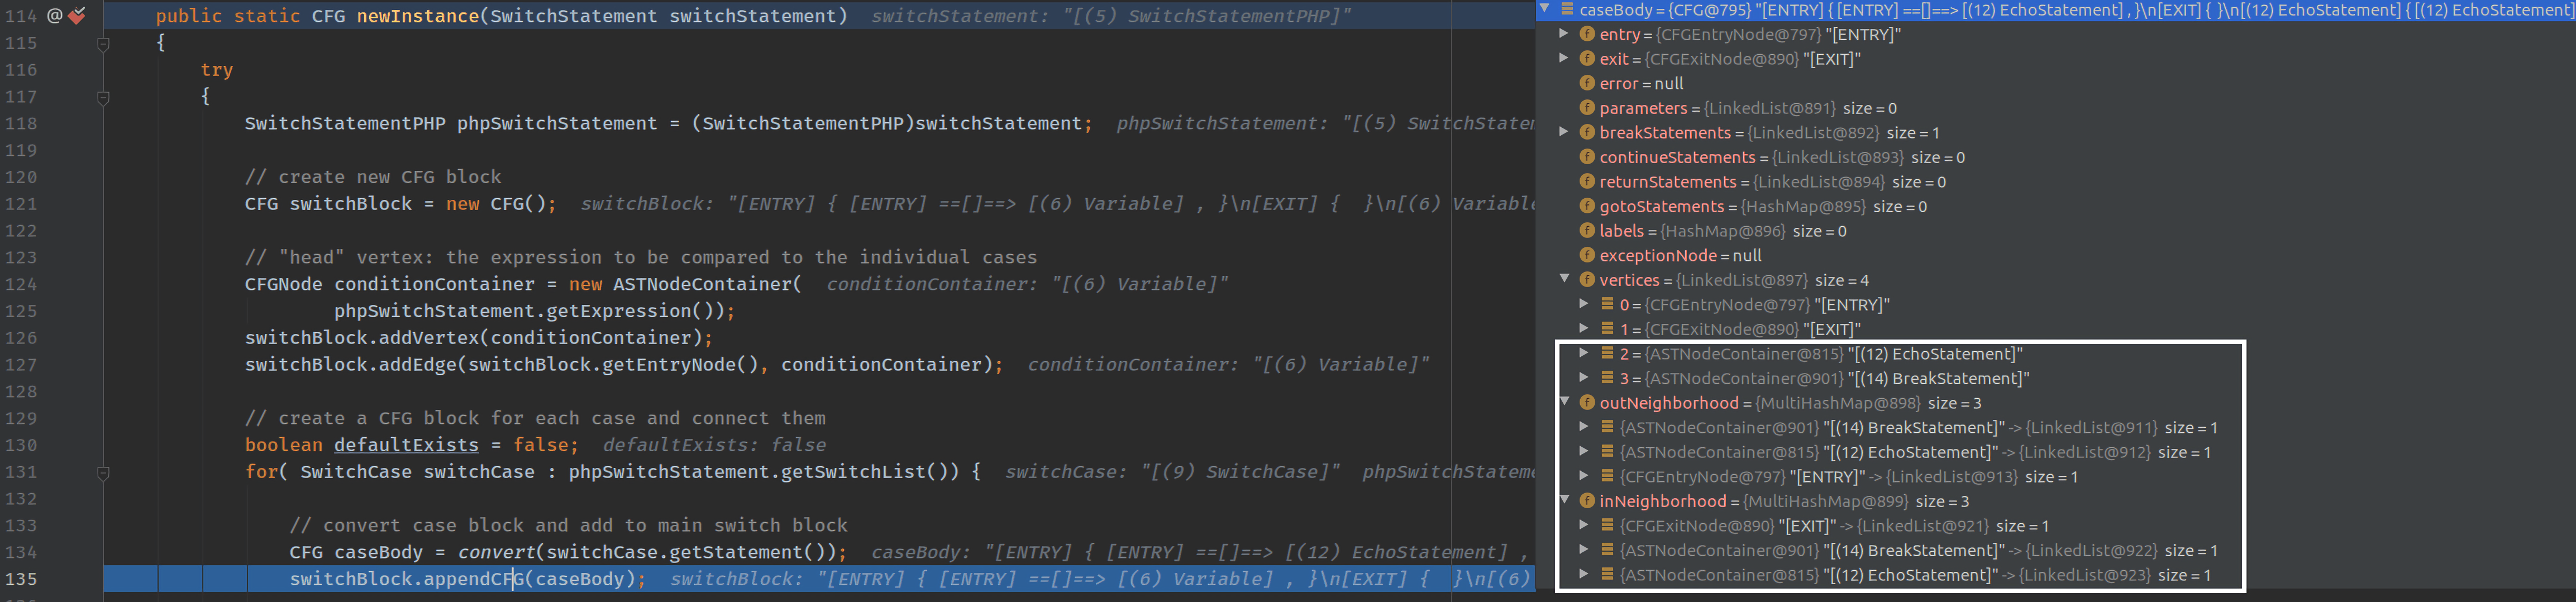 114 @ public static CFG newInstance(SwitchStatement switchStatement) switchStatement: "[(5) SwitchStatementPHP]"
115 {
116 try
117 {
118 SwitchStatementPHP phpSwitchStatement = (SwitchStatementPHP)switchStatement; phpSwitchStatement: "[(5) SwitchStatem
119
120 // create new CFG block
121 CFG switchBlock = new CFG(); switchBlock: "[ENTRY] { [ENTRY] ==[]==> [(6) Variable] , }\n[EXIT] {  }\n[(6) Variable
122
123 // "head" vertex: the expression to be compared to the individual cases
124 CFGNode conditionContainer = new ASTNodeContainer( conditionContainer: "[(6) Variable]"
125 phpSwitchStatement.getExpression());
126 switchBlock.addVertex(conditionContainer);
127 switchBlock.addEdge(switchBlock.getEntryNode(), conditionContainer); conditionContainer: "[(6) Variable]"
128
129 // create a CFG block for each case and connect them
130 boolean defaultExists = false; defaultExists: false
131 for( SwitchCase switchCase : phpSwitchStatement.getSwitchList()) { switchCase: "[(9) SwitchCase]" phpSwitchStateme
132
133 // convert case block and add to main switch block
134 CFG caseBody = convert(switchCase.getStatement()); caseBody: "[ENTRY] { [ENTRY] ==[]==> [(12) EchoStatement] ,
135 switchBlock.appendCFG(caseBody); switchBlock: "[ENTRY] { [ENTRY] ==[]==> [(6) Variable] , }\n[EXIT] {  }\n[(6)
caseBody = {CFG@795} "[ENTRY] { [ENTRY] ==[]==> [(12) EchoStatement] , }\n[EXIT] { }\n[(12) EchoStatement] { [(12) EchoStatement]
f entry = {CFGEntryNode@797} "[ENTRY]"
f exit = {CFGExitNode@890} "[EXIT]"
f error = null
f parameters = {LinkedList@891} size = 0
f breakStatements = {LinkedList@892} size = 1
f continueStatements = {LinkedList@893} size = 0
f returnStatements = {LinkedList@894} size = 0
f gotoStatements = {HashMap@895} size = 0
f labels = {HashMap@896} size = 0
f exceptionNode = null
f vertices = {LinkedList@897} size = 4
0 = {CFGEntryNode@797} "[ENTRY]"
1 = {CFGExitNode@890} "[EXIT]"
2 = {ASTNodeContainer@815} "[(12) EchoStatement]"
3 = {ASTNodeContainer@901} "[(14) BreakStatement]"
f outNeighborhood = {MultiHashMap@898} size = 3
{ASTNodeContainer@901} "[(14) BreakStatement]" -> {LinkedList@911} size = 1
{ASTNodeContainer@815} "[(12) EchoStatement]" -> {LinkedList@912} size = 1
{CFGEntryNode@797} "[ENTRY]" -> {LinkedList@913} size = 1
f inNeighborhood = {MultiHashMap@899} size = 3
{CFGExitNode@890} "[EXIT]" -> {LinkedList@921} size = 1
{ASTNodeContainer@901} "[(14) BreakStatement]" -> {LinkedList@922} size = 1
{ASTNodeContainer@815} "[(12) EchoStatement]" -> {LinkedList@923} size = 1